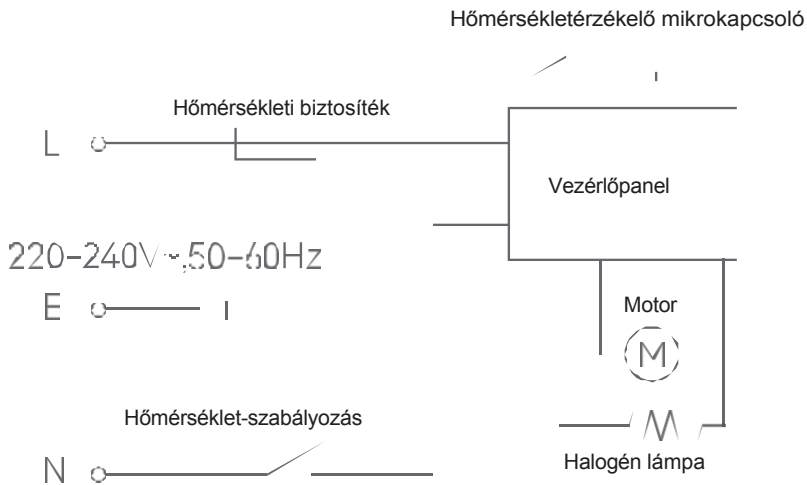 Hőmérsékletérzékelő mikrokapcsoló
Hőmérsékleti biztosíték
L
Vezérlőpanel
220-240V~,50-60Hz
E
Motor
M
Hőmérséklet-szabályozás
Halogén lámpa
N